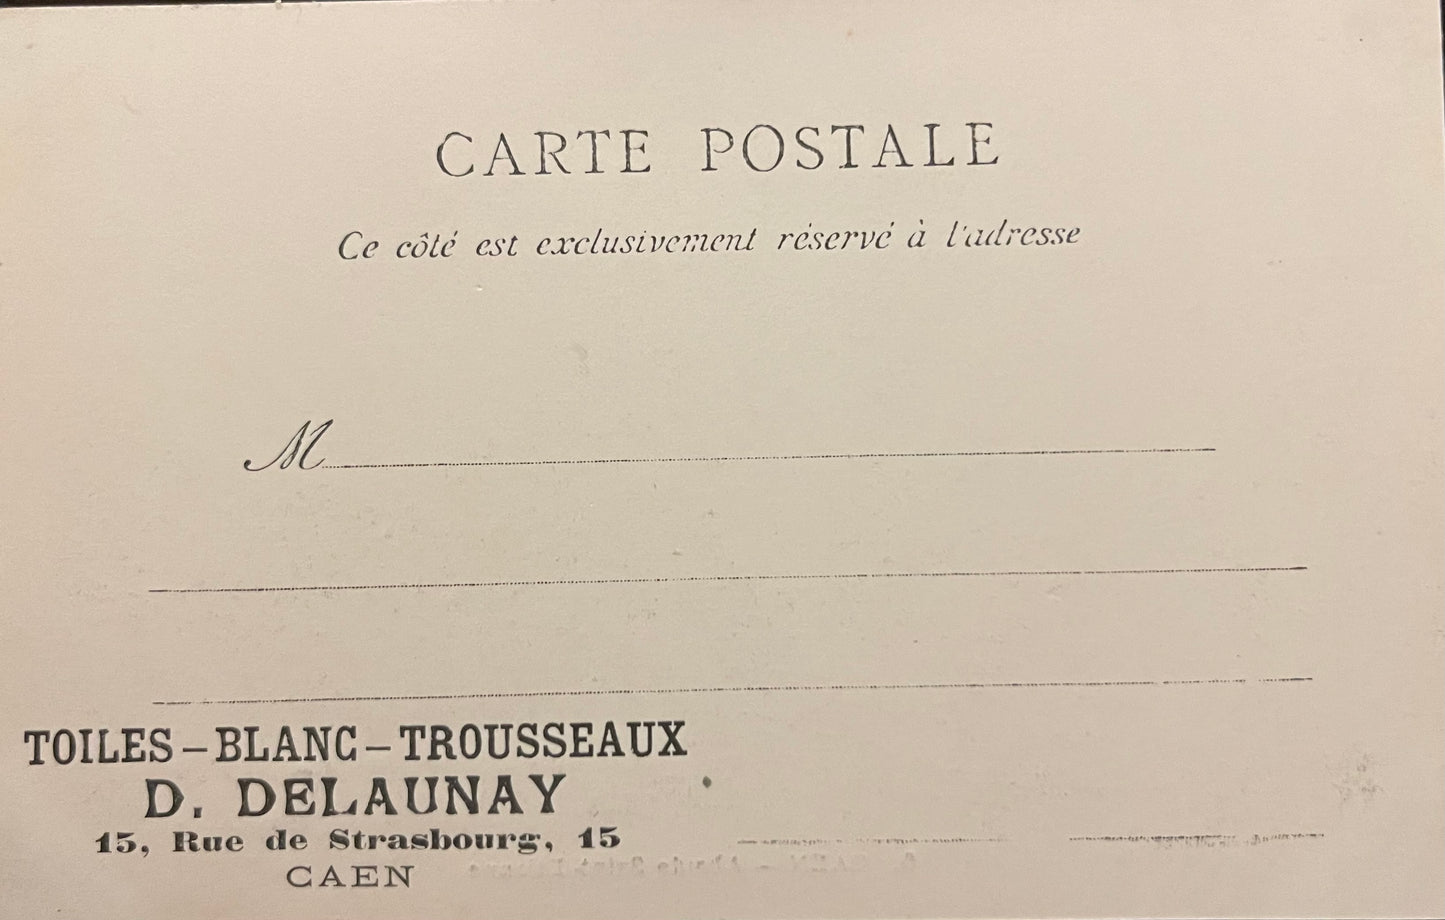 CARTE POSTALE
Ce côté est exclusivement réservé à l'adresse
M
TOILES – BLANC – TROUSSEAUX
D. DELAUNAY
15, Rue de Strasbourg, 15
CAEN